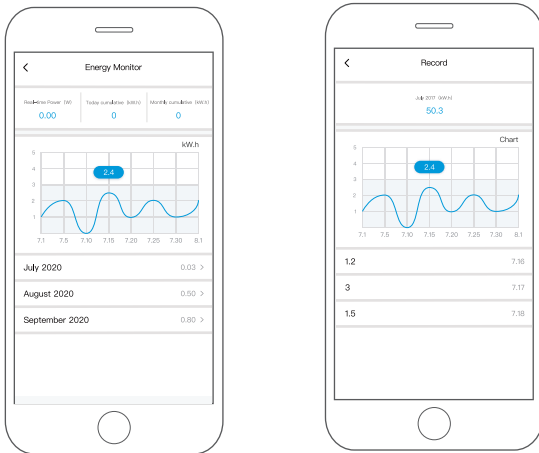 Energy Monitor
Real-time Power (W) Today cumulative (kW.h) Monthly cumulative (kW.h)
0.00 0 0
kW.h
5
4
3
2
1
2.4
7.1 7.5 7.10 7.15 7.20 7.25 7.30 8.1
July 2020 0.03 >
August 2020 0.50 >
September 2020 0.80 >
Record
July 2017 (kW.h)
50.3
Chart
5
4
3
2
1
2.4
7.1 7.5 7.10 7.15 7.20 7.25 7.30 8.1
1.2 7.16
3 7.17
1.5 7.18